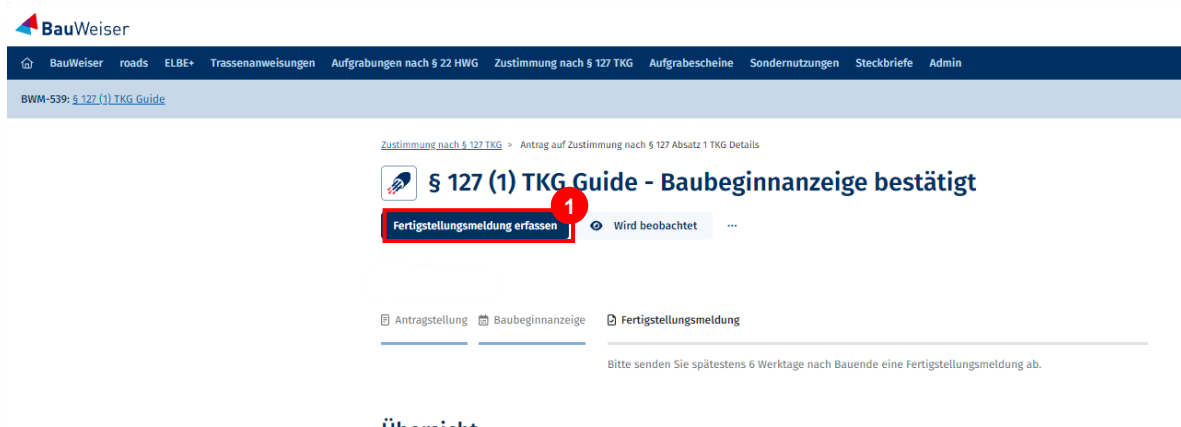 BauWeiser
BauWeiser roads ELBE+ Trassenanweisungen Aufgrabungen nach § 22 HWG Zustimmung nach § 127 TKG Aufgrabescheine Sondernutzungen Steckbriefe Admin
BWM-539: § 127 (1) TKG Guide
Zustimmung nach § 127 TKG > Antrag auf Zustimmung nach § 127 Absatz 1 TKG Details
§ 127 (1) TKG Guide - Baubeginnanzeige bestätigt
1
Fertigstellungsmeldung erfassen Wird beobachtet ...
Antragstellung Baubeginnanzeige Fertigstellungsmeldung
Bitte senden Sie spätestens 6 Werktage nach Bauende eine Fertigstellungsmeldung ab.
Übersicht